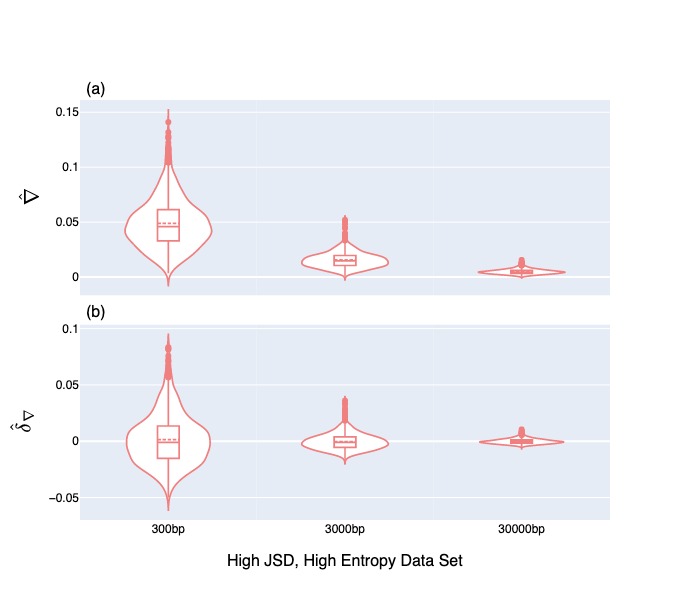 (a)
0.15
0.1
0.05
0
∇̂
(b)
0.1
0.05
0
−0.05
δ̂∇
300bp 3000bp 30000bp
High JSD, High Entropy Data Set